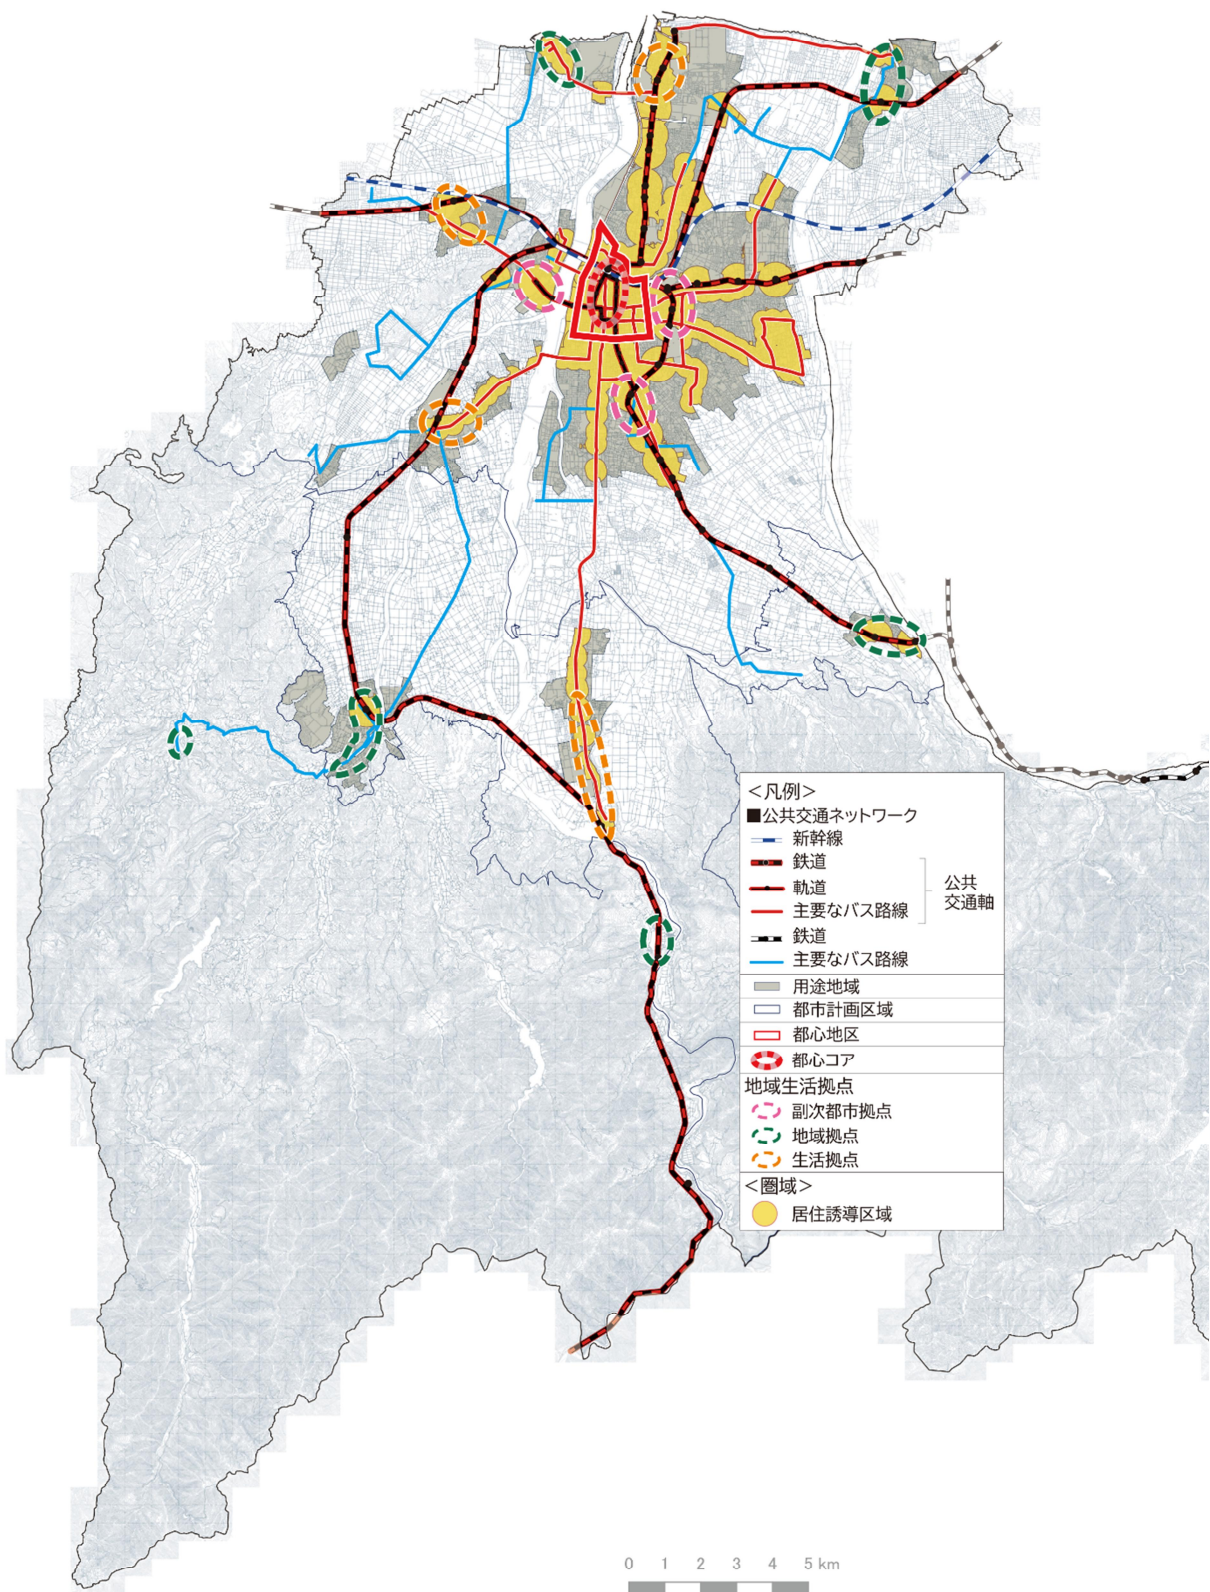 <凡例>
■公共交通ネットワーク
新幹線
鉄道
軌道
主要なバス路線
公共
交通軸
鉄道
主要なバス路線
用途地域
都市計画区域
都心地区
都心コア
地域生活拠点
副次都市拠点
地域拠点
生活拠点
<圏域>
居住誘導区域
0 1 2 3 4 5 km